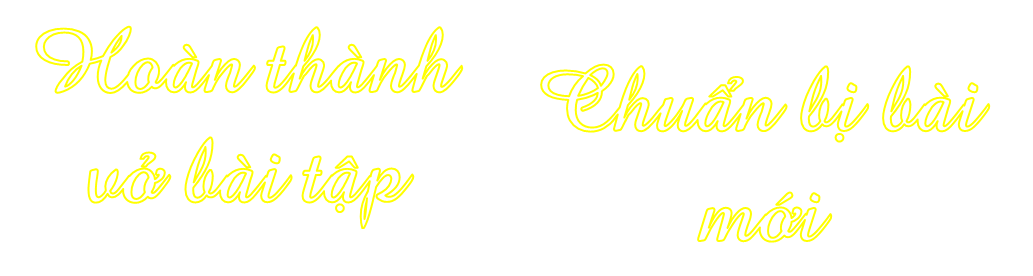 Hoàn thành
vở bài tập
Chuẩn bị bài
mới